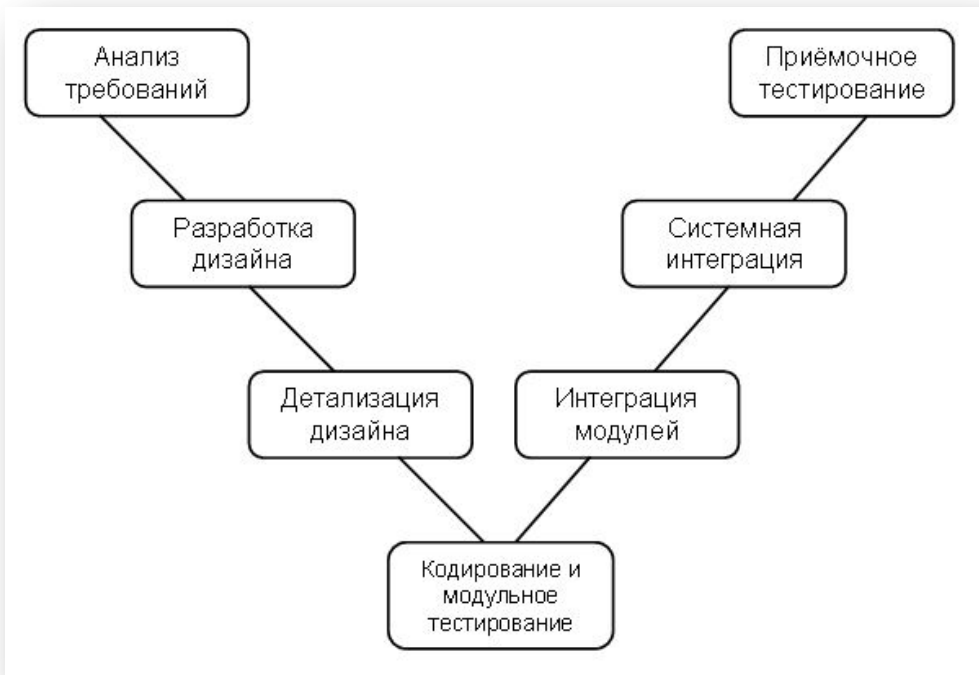 Анализ
требований
Приёмочное
тестирование
Разработка
дизайна
Системная
интеграция
Детализация
дизайна
Интеграция
модулей
Кодирование и
модульное
тестирование